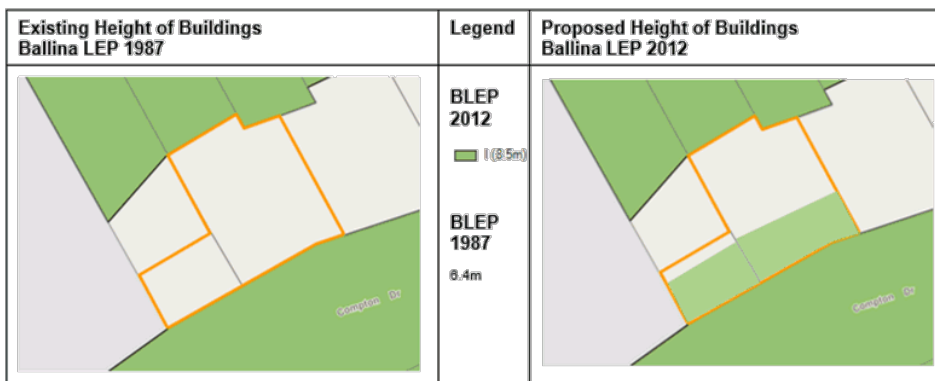 Existing Height of Buildings
Ballina LEP 1987
Legend
Proposed Height of Buildings
Ballina LEP 2012
BLEP
2012
I (8.5m)
BLEP
1987
6.4m
Compton Dr
Compton Dr